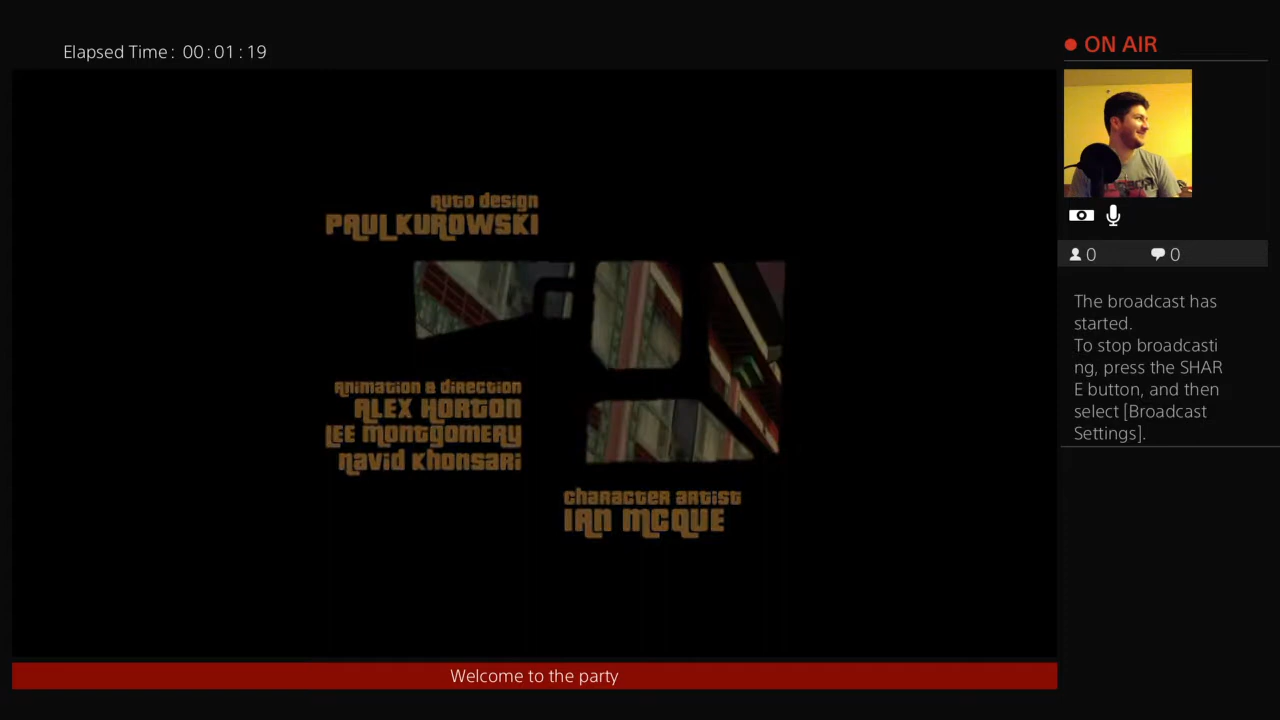 Elapsed Time: 00:01:19
ON AIR
Auto design
PAUL KUROWSKI
Animation & direction
ALEX HORTON
LEE MONTGOMERY
NAVID KHONSARI
character artist
IAN MCQUE
0
0
The broadcast has
started.
To stop broadcasti
ng, press the SHAR
E button, and then
select [Broadcast
Settings].
Welcome to the party